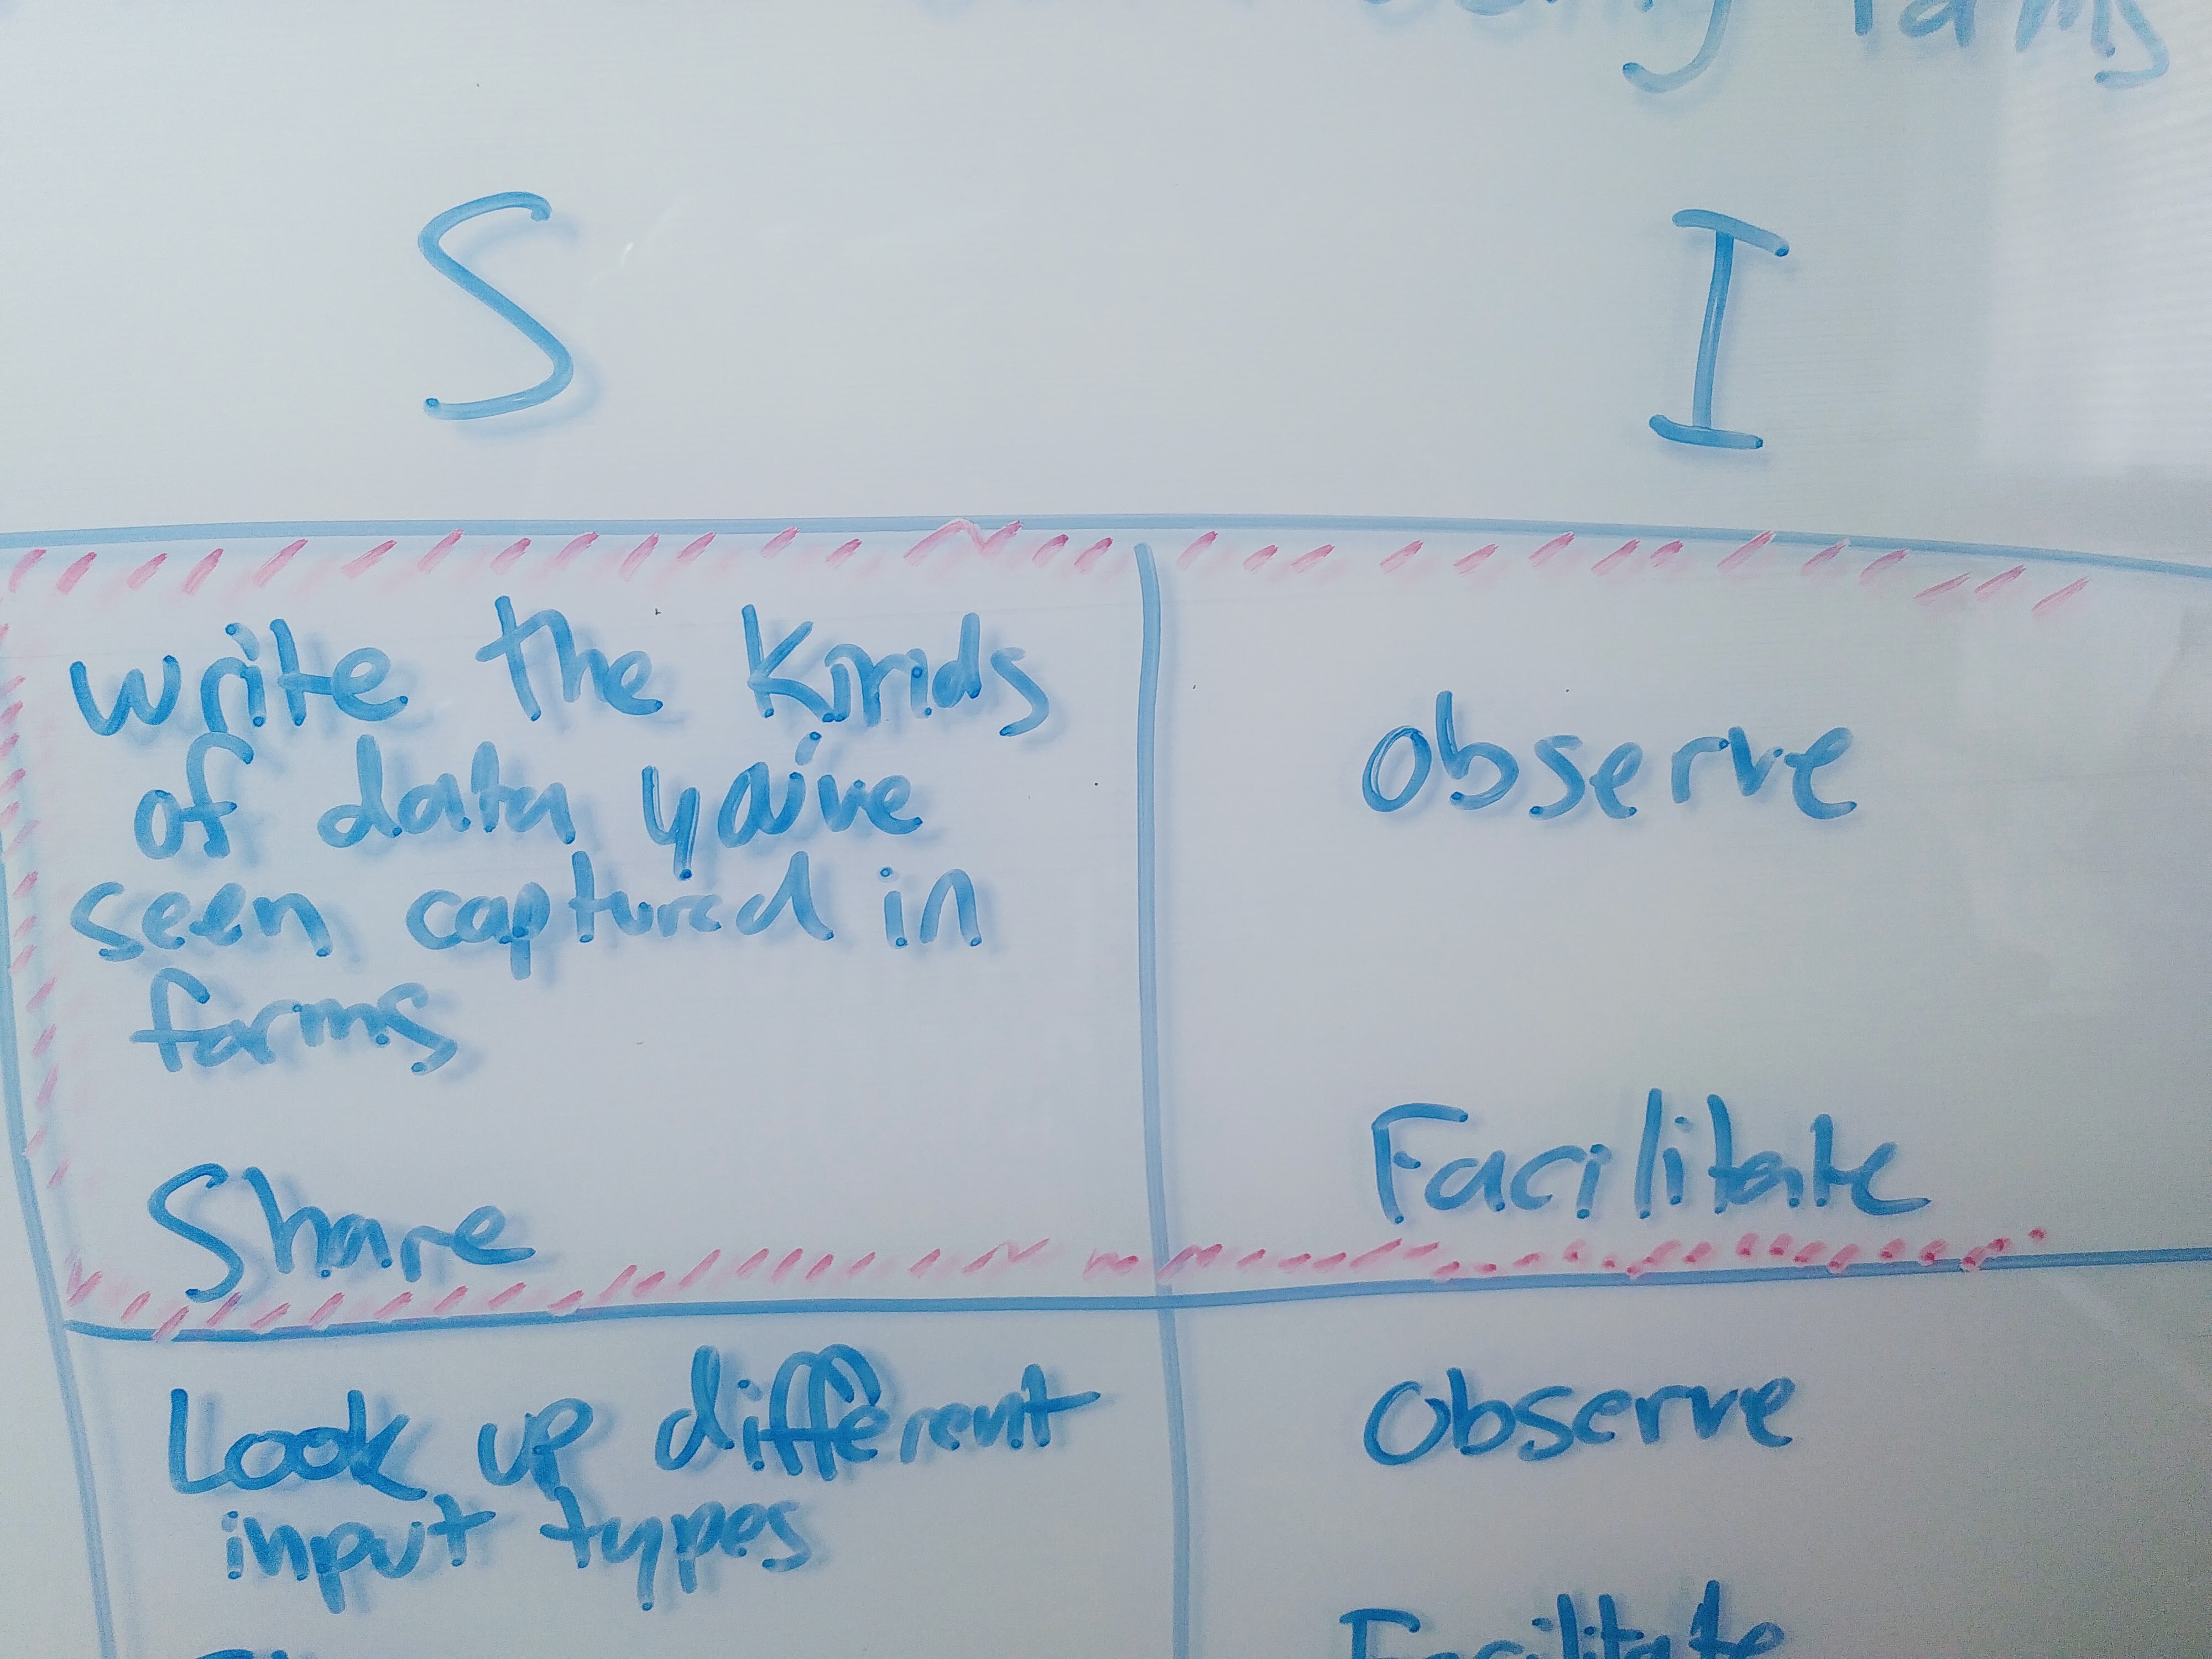 forms
S I
Write the kinds
of data you've
seen captured in
forms
Observe
Share
Facilitate
Look up different
input types
Observe
Facilitate